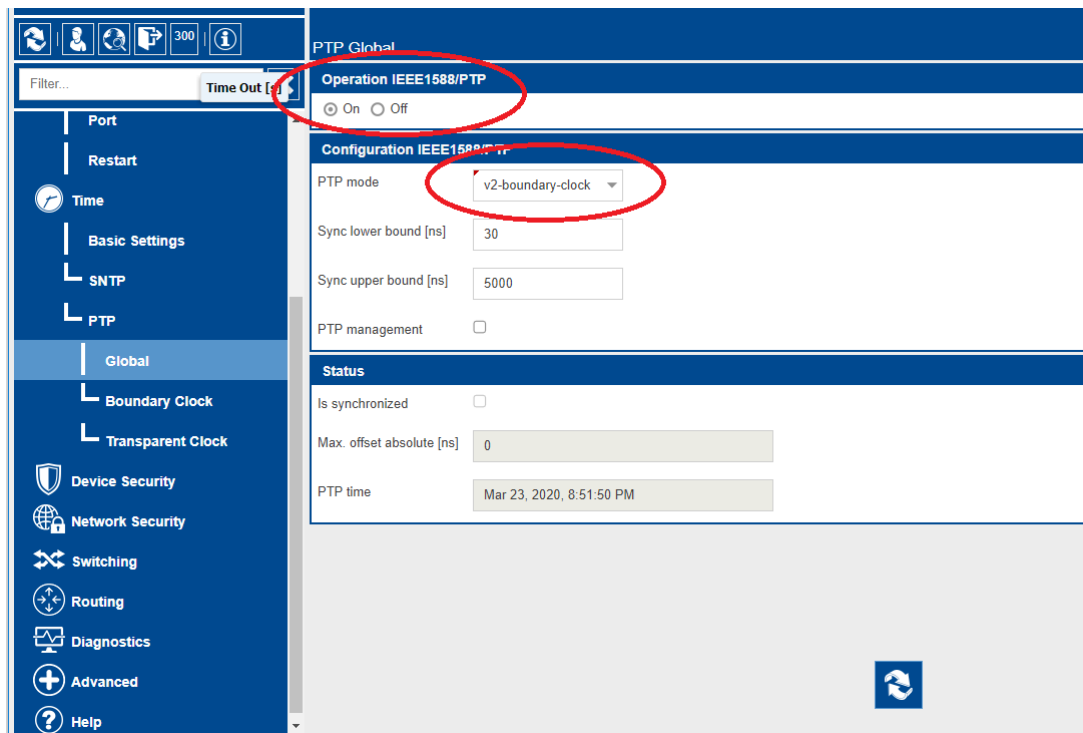 300
PTP Global
Filter...
Time Out [s]
Operation IEEE1588/PTP
On Off
Port
Restart
Time
Basic Settings
SNTP
PTP
Global
Boundary Clock
Transparent Clock
Device Security
Network Security
Switching
Routing
Diagnostics
Advanced
Help
Configuration IEEE1588/PTP
PTP mode
v2-boundary-clock
Sync lower bound [ns]
30
Sync upper bound [ns]
5000
PTP management
Status
Is synchronized
Max. offset absolute [ns]
0
PTP time
Mar 23, 2020, 8:51:50 PM